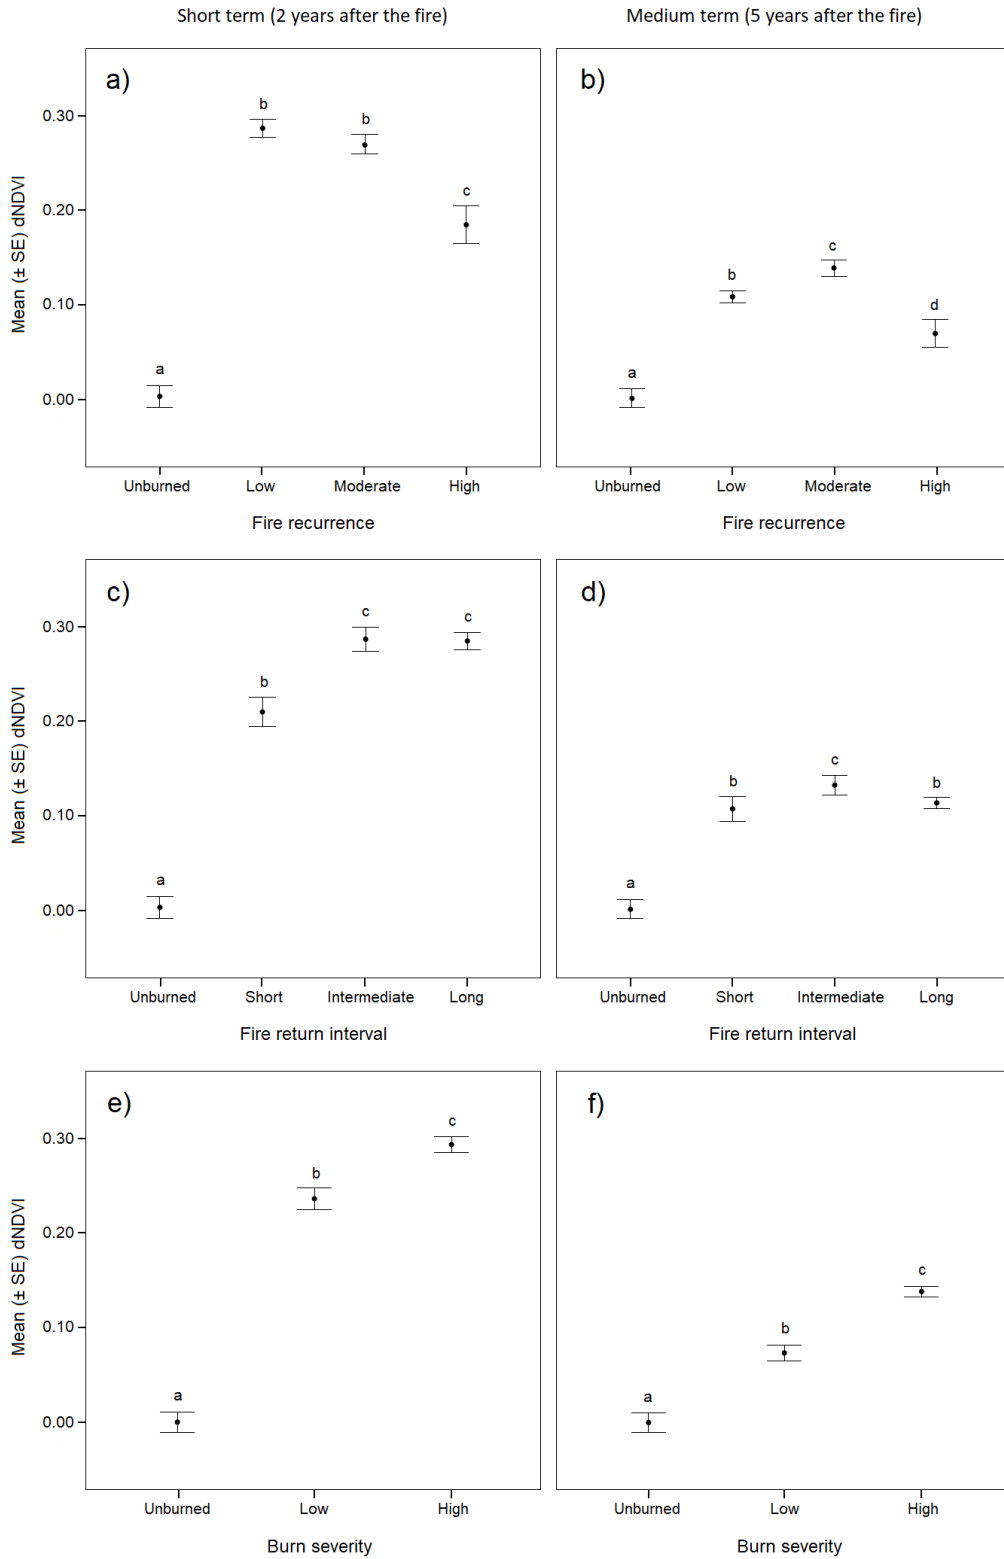 Short term (2 years after the fire)
Medium term (5 years after the fire)
a)
b)
Mean (± SE) dNDVI
0.30
0.20
0.10
0.00
a
b
b
c
a
b
c
d
Unburned Low Moderate High
Unburned Low Moderate High
Fire recurrence
Fire recurrence
c)
d)
Mean (± SE) dNDVI
0.30
0.20
0.10
0.00
a
b
c
c
a
b
c
b
Unburned Short Intermediate Long
Unburned Short Intermediate Long
Fire return interval
Fire return interval
e)
f)
Mean (± SE) dNDVI
0.30
0.20
0.10
0.00
a
b
c
a
b
c
Unburned Low High
Unburned Low High
Burn severity
Burn severity